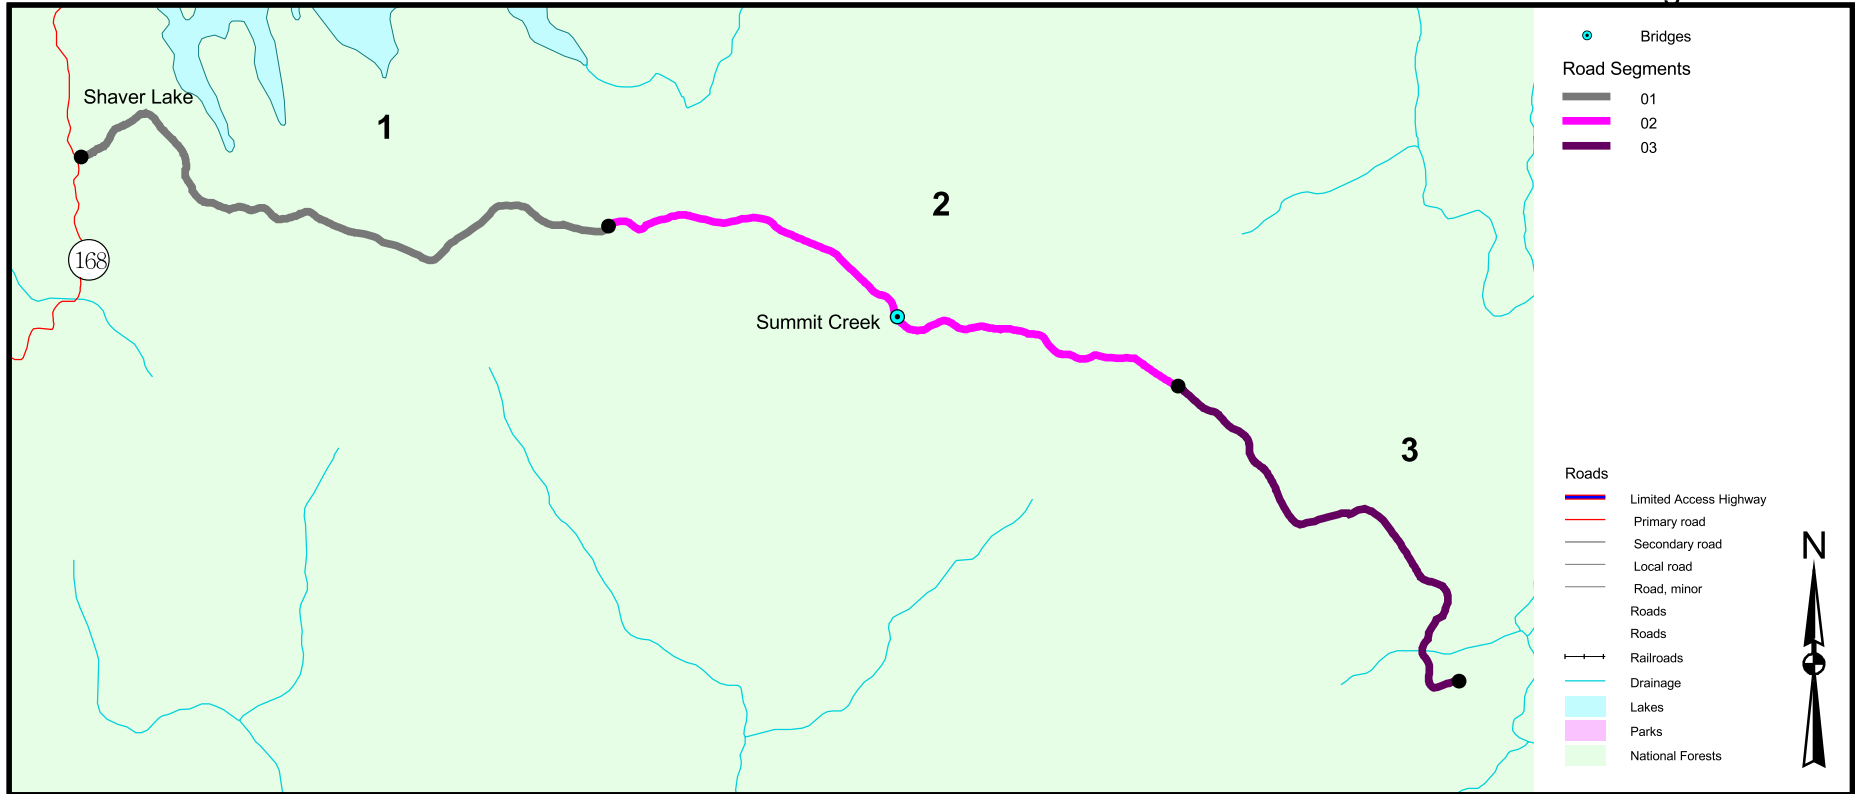 Shaver Lake
1
2
168
Summit Creek
3
Bridges
Road Segments
01
02
03
Roads
Limited Access Highway
Primary road
Secondary road
Local road
Road, minor
Roads
Roads
Railroads
Drainage
Lakes
Parks
National Forests
N